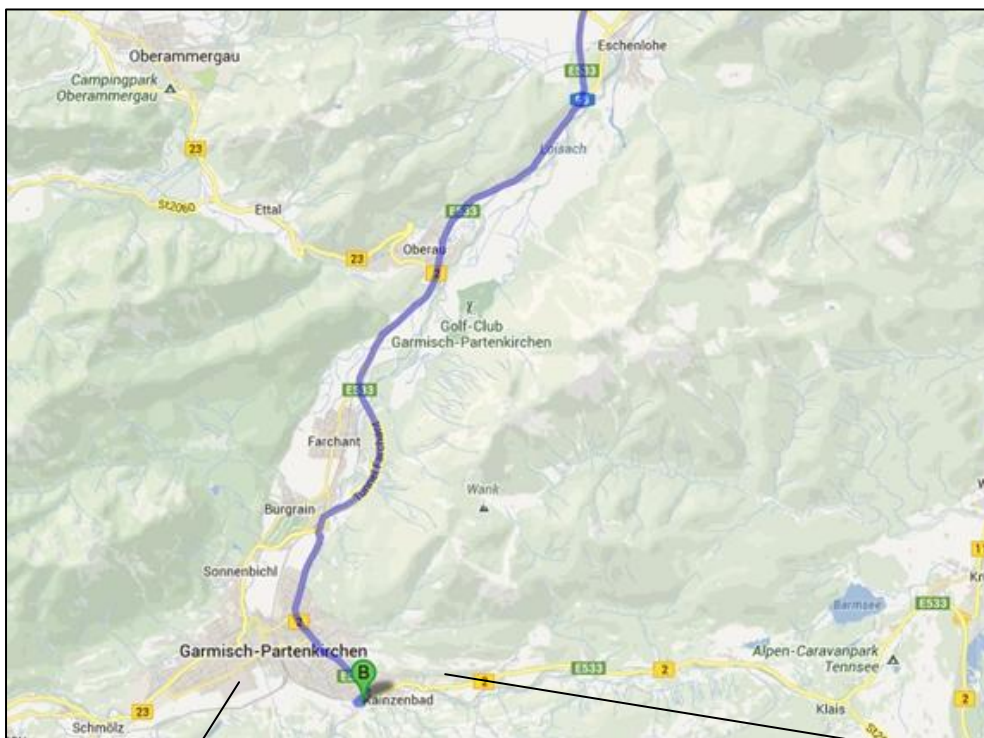 Oberammergau
Eschenlohe
E533
Campingpark
Oberammergau
23
Loisach
St2060
Ettal
E533
Oberau
23
2
Golf-Club
Garmisch-Partenkirchen
E533
Farchant
Tunnel Farchant
Wank
Burgrain
Sonnenbichl
E533
Barmsee
2
Garmisch-Partenkirchen
B
Kainzenbad
E533
2
2
Alpen-Caravanpark
Tennsee
2
23
Schmölz
Klais